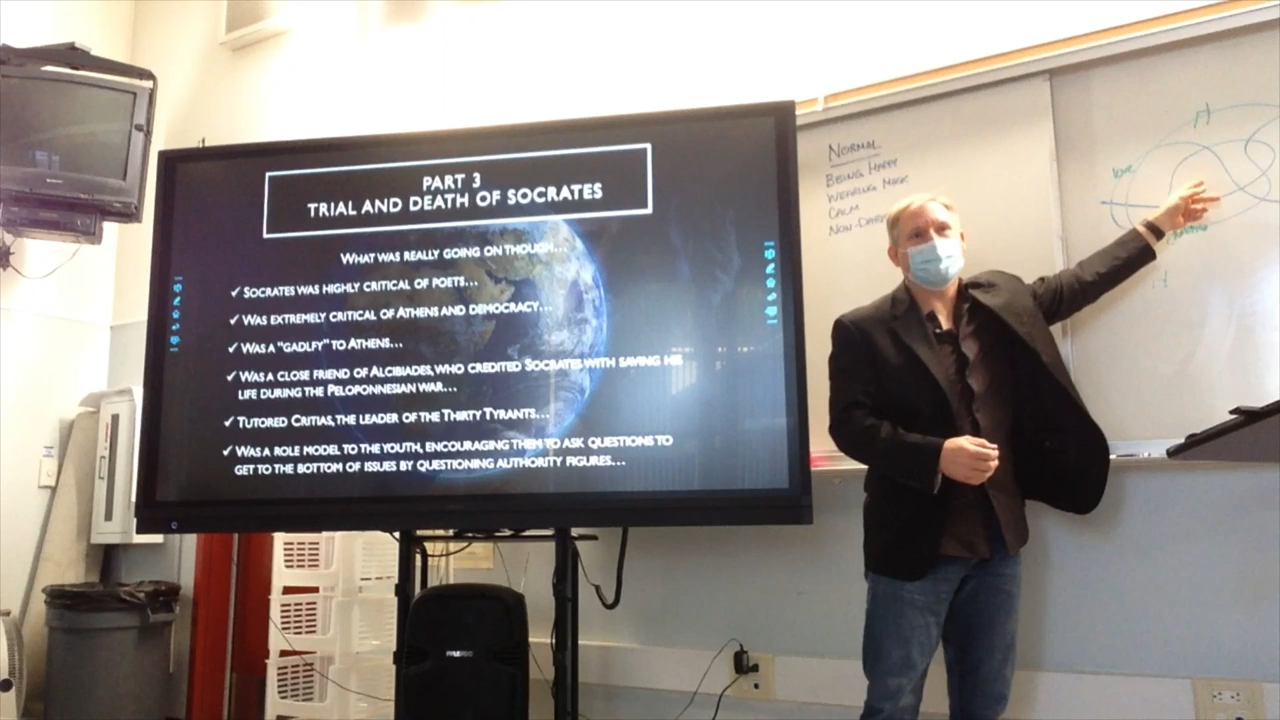 PART 3
TRIAL AND DEATH OF SOCRATES
WHAT WAS REALLY GOING ON THOUGH...
✓ SOCRATES WAS HIGHLY CRITICAL OF POETS...
✓ WAS EXTREMELY CRITICAL OF ATHENS AND DEMOCRACY...
✓ WAS A "GADLFY" TO ATHENS...
✓ WAS A CLOSE FRIEND OF ALCIBIADES, WHO CREDITED SOCRATES WITH SAVING HIS
LIFE DURING THE PELOPONNESIAN WAR...
✓ TUTORED CRITIAS, THE LEADER OF THE THIRTY TYRANTS...
✓ WAS A ROLE MODEL TO THE YOUTH, ENCOURAGING THEM TO ASK QUESTIONS TO
GET TO THE BOTTOM OF ISSUES BY QUESTIONING AUTHORITY FIGURES...
NORMAL
BEING HAPPY
WEARING MASK
CALM
NON-DARK
H
H